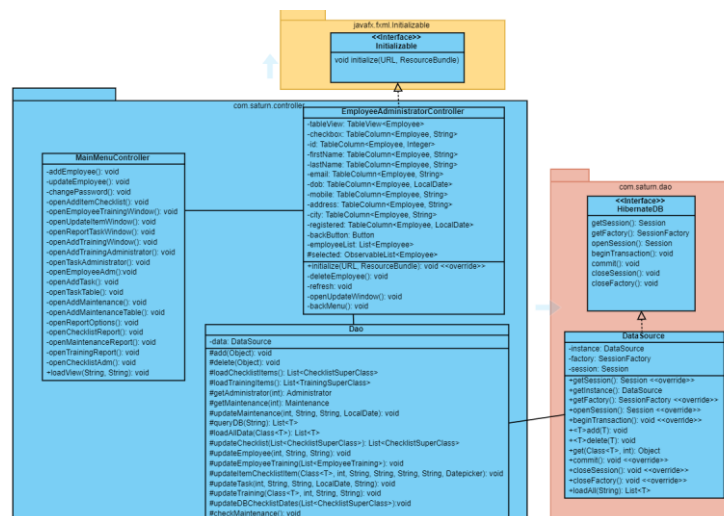 javafx.fxml.Initializable
<<Interface>>
Initializable
void initialize(URL, ResourceBundle)
com.saturn.controller
EmployeeAdministratorController
-tableView: TableView<Employee>
-checkbox: TableColumn<Employee, String>
-id: TableColumn<Employee, Integer>
-firstName: TableColumn<Employee, String>
-lastName: TableColumn<Employee, String>
-email: TableColumn<Employee, String>
-dob: TableColumn<Employee, LocalDate>
-mobile: TableColumn<Employee, String>
-address: TableColumn<Employee, String>
-city: TableColumn<Employee, String>
-registered: TableColumn<Employee, LocalDate>
-backButton: Button
-employeeList: List<Employee>
#selected: ObservableList<Employee>
+initialize(URL, ResourceBundle): void <<override>>
-deleteEmployee(): void
-refresh: void
-openUpdateWindow(): void
-backMenu(): void
MainMenuController
-addEmployee(): void
-updateEmployee(): void
-changePassword(): void
-openAddItemChecklist(): void
-openEmployeeTrainingWindow(): void
-openUpdateItemWindow(): void
-openReportTaskWindow(): void
-openAddTrainingWindow(): void
-openAddTrainingAdministrator(): void
-openTaskAdministrator(): void
-openEmployeeAdm(): void
-openAddTask(): void
-openTaskTable(): void
-openAddMaintenance(): void
-openAddMaintenanceTable(): void
-openReportOptions(): void
-openChecklistReport(): void
-openMaintenanceReport(): void
-openTrainingReport(): void
-openChecklistAdm(): void
+loadView(String, String): void
Dao
-data: DataSource
#add(Object): void
#delete(Object): void
#loadChecklistItems(): List<ChecklistSuperClass>
#loadTrainingItems(): List<TrainingSuperClass>
#getAdministrator(int): Administrator
#getMaintenance(int): Maintenance
#updateMaintenance(int, String, String, LocalDate): void
#queryDB(String): List<T>
#loadAllData(Class<T>): List<T>
#updateChecklist(List<ChecklistSuperClass>): List<ChecklistSuperClass>
#updateEmployee(int, String, String): void
#updateEmployeeTraining(List<EmployeeTraining>): void
#updateItemChecklistItem(Class<T>, int, String, String, String, String, Datepicker): void
#updateTask(int, String, String, LocalDate, String): void
#updateTraining(Class<T>, int, String, String): void
#updateDBChecklistDates(List<ChecklistSuperClass>):void
#checkMaintenance(): void
com.saturn.dao
<<Interface>>
HibernateDB
getSession: Session
getFactory(): SessionFactory
openSession(): Session
beginTransaction(): void
commit(): void
closeSession(): void
closeFactory(): void
DataSource
-instance: DataSource
-factory: SessionFactory
-session: Session
+getSession(): Session <<override>>
+getInstance(): DataSource
+getFactory(): SessionFactory <<override>>
+openSession(): Session <<override>>
+beginTransaction(): void <<override>>
+<T>add(T): void
+<T>delete(T): void
+get(Class<T>, int): Object
+commit(): void <<override>>
+closeSession(): void <<override>>
+closeFactory(): void <<override>>
+loadAll(String): List<T>